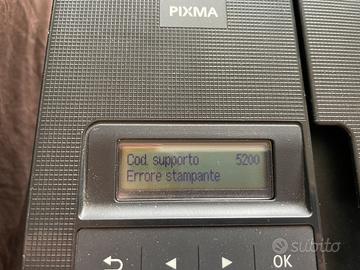 PIXMA
Cod. supporto 5200
Errore stampante
OK
subito